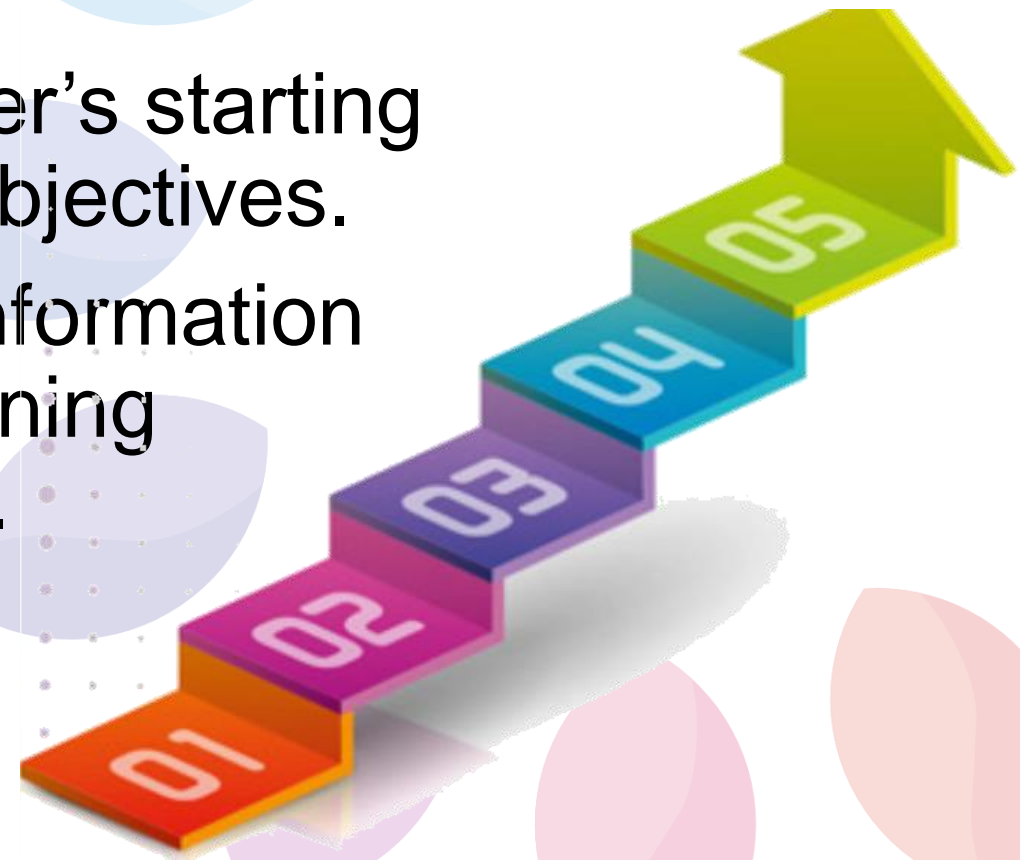 er’s starting
bjectives.
nformation
ning
.
05
04
03
02
01